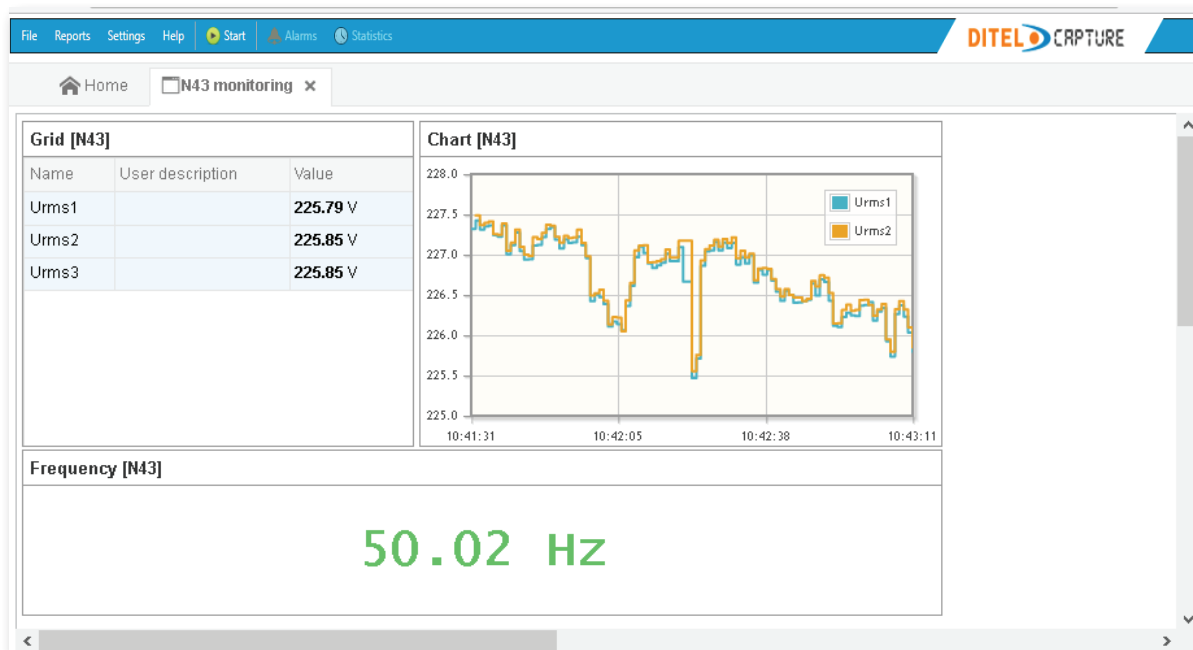 File Reports Settings Help Start Alarms Statistics
DITEL CAPTURE
Home N43 monitoring ×
Grid [N43]
Name User description Value
Urms1 225.79 V
Urms2 225.85 V
Urms3 225.85 V
Chart [N43]
228.0
227.5
227.0
226.5
226.0
225.5
225.0
Urms1
Urms2
10:41:31 10:42:05 10:42:38 10:43:11
Frequency [N43]
50.02 Hz